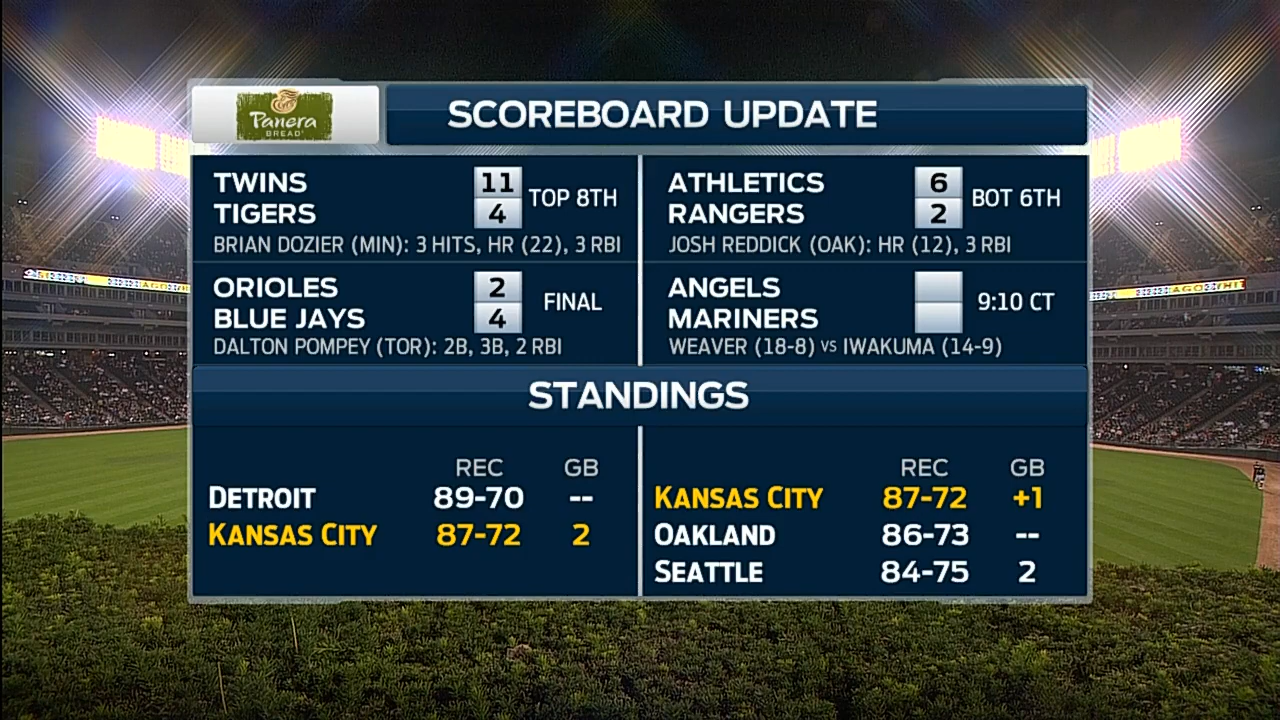 Panera
BREAD
SCOREBOARD UPDATE
TWINS 11 TOP 8TH
TIGERS 4
BRIAN DOZIER (MIN): 3 HITS, HR (22), 3 RBI
ATHLETICS 6 BOT 6TH
RANGERS 2
JOSH REDDICK (OAK): HR (12), 3 RBI
ORIOLES 2 FINAL
BLUE JAYS 4
DALTON POMPEY (TOR): 2B, 3B, 2 RBI
ANGELS 9:10 CT
MARINERS
WEAVER (18-8) VS IWAKUMA (14-9)
STANDINGS
REC GB
DETROIT 89-70 --
KANSAS CITY 87-72 2
REC GB
KANSAS CITY 87-72 +1
OAKLAND 86-73 --
SEATTLE 84-75 2